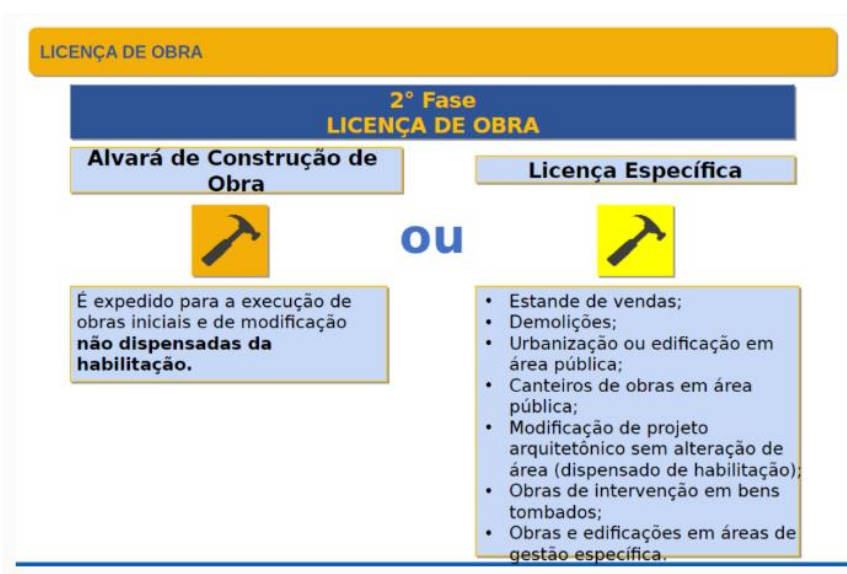 LICENÇA DE OBRA
2° Fase
LICENÇA DE OBRA
Alvará de Construção de
Obra
Licença Específica
ou
É expedido para a execução de
obras iniciais e de modificação
não dispensadas da
habilitação.
• Estande de vendas;
• Demolições;
• Urbanização ou edificação em
área pública;
• Canteiros de obras em área
pública;
• Modificação de projeto
arquitetônico sem alteração de
área (dispensado de habilitação);
• Obras de intervenção em bens
tombados;
• Obras e edificações em áreas de
gestão específica.